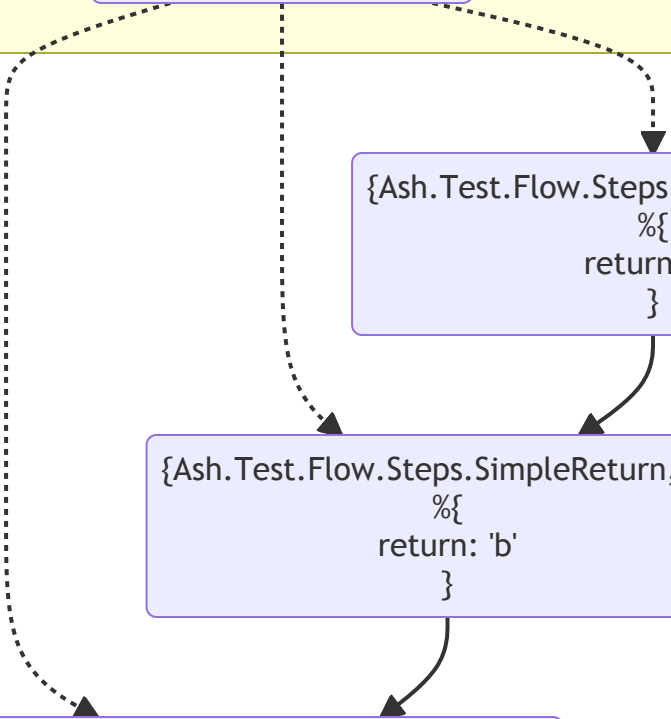 {Ash.Test.Flow.Steps
%{
return
}
{Ash.Test.Flow.Steps.SimpleReturn,
%{
return: 'b'
}